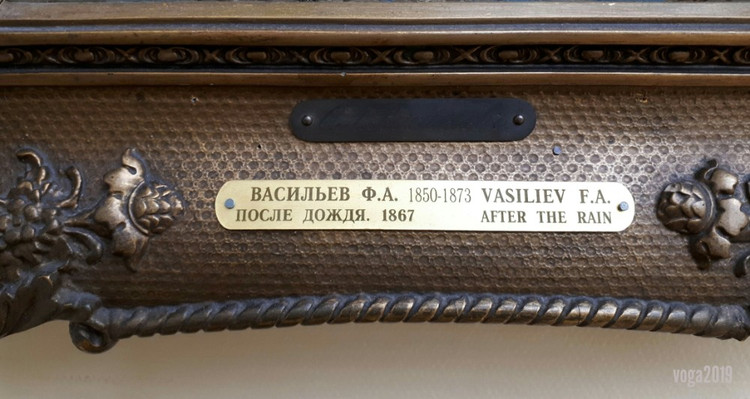 ВАСИЛЬЕВ Ф.А. 1850-1873 VASILIEV F.A.
ПОСЛЕ ДОЖДЯ. 1867 AFTER THE RAIN
voga2019